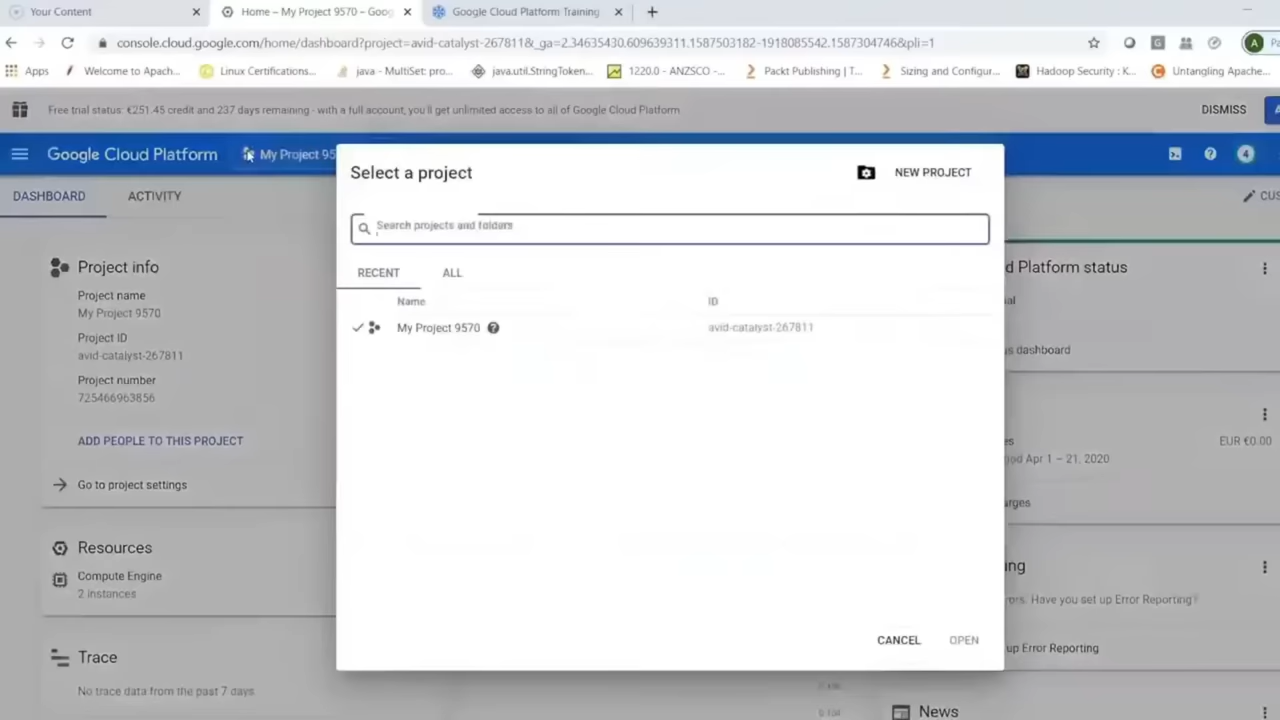 Your Content
Home – My Project 9570 – Goo
Google Cloud Platform Training
console.cloud.google.com/home/dashboard?project=avid-catalyst-267811&_ga=2.34635430.609639311.1587503182-1918085542.1587304746&pli=1
A
Apps
Welcome to Apach...
Linux Certifications...
java - MultiSet: pro...
java.util.StringToken...
1220.0 - ANZSCO -...
Packt Publishing | T...
Sizing and Configur...
Hadoop Security : K...
Untangling Apache...
Free trial status: €251.45 credit and 237 days remaining - with a full account, you'll get unlimited access to all of Google Cloud Platform
DISMISS
Google Cloud Platform
My Project 95
4
DASHBOARD
ACTIVITY
CUS
Select a project
NEW PROJECT
Search projects and folders
RECENT
ALL
Name
ID
My Project 9570
avid-catalyst-267811
CANCEL
OPEN
Project info
Project name
My Project 9570
Project ID
avid-catalyst-267811
Project number
725466963856
ADD PEOPLE TO THIS PROJECT
Go to project settings
Resources
Compute Engine
2 instances
Trace
No trace data from the past 7 days
d Platform status
al
s dashboard
es
EUR €0.00
iod Apr 1 – 21, 2020
arges
ing
rors. Have you set up Error Reporting?
up Error Reporting
News